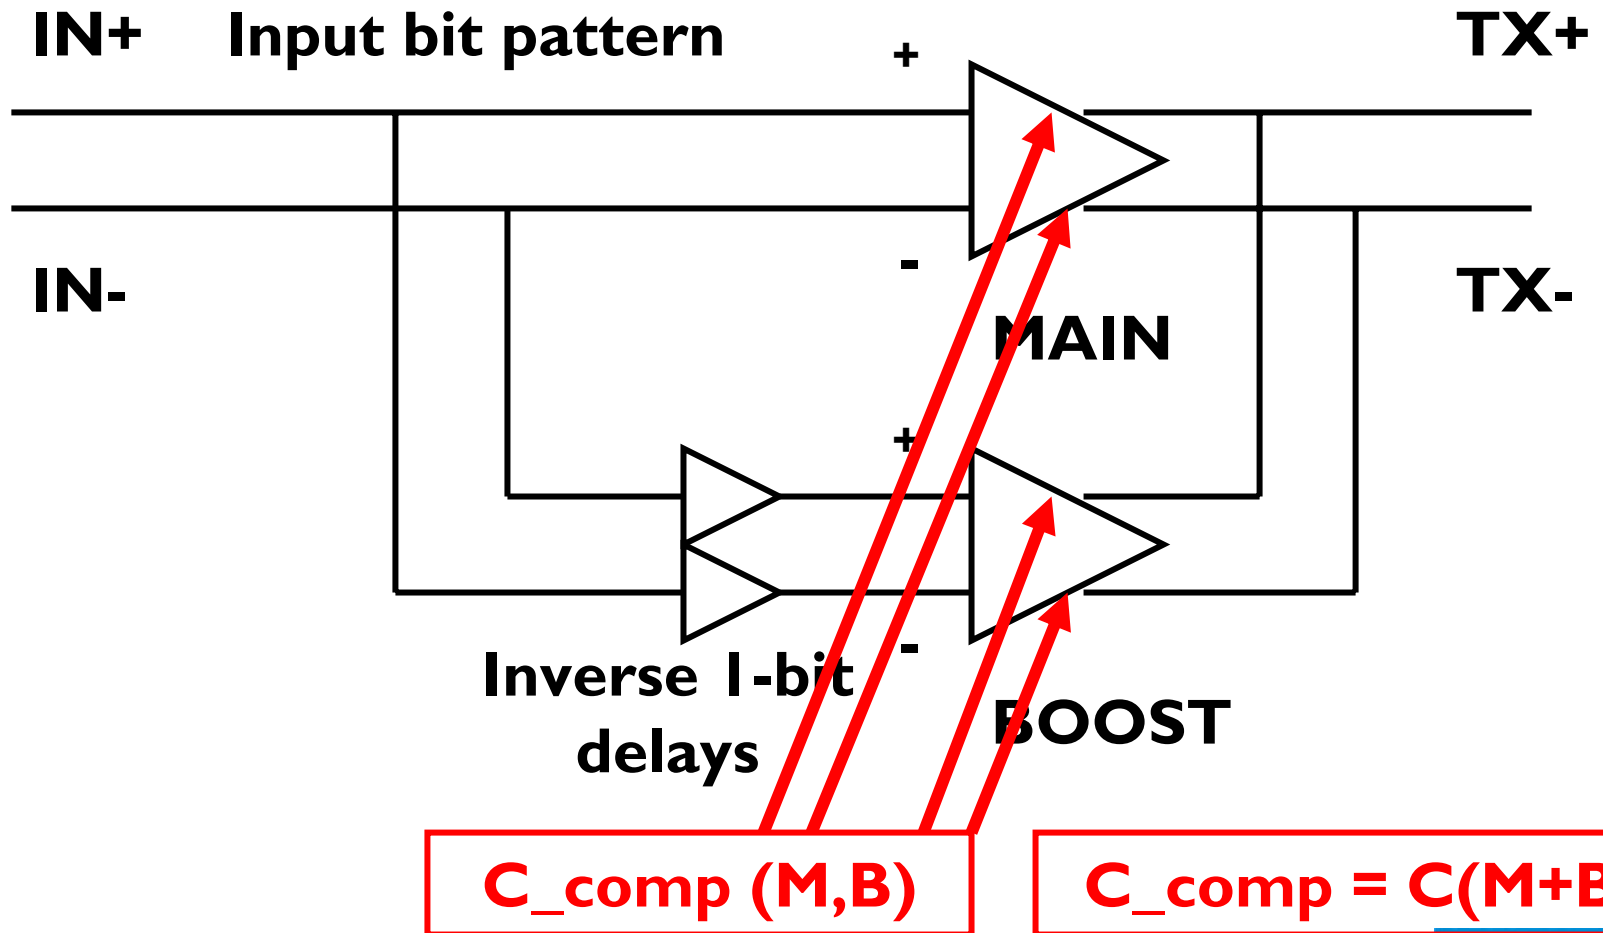 IN+ Input bit pattern + TX+
-
IN- TX-
MAIN
+
-
Inverse 1-bit
delays
BOOST
C_comp (M,B) C_comp = C(M+B